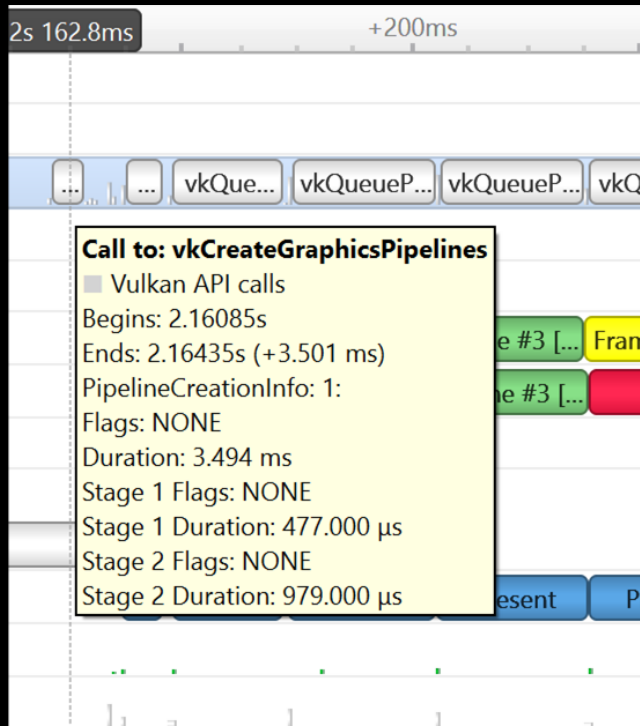 2s 162.8ms
+200ms
...
...
vkQue...
vkQueueP...
vkQueueP...
vkQ
Call to: vkCreateGraphicsPipelines
Vulkan API calls
Begins: 2.16085s
Ends: 2.16435s (+3.501 ms)
PipelineCreationInfo: 1:
Flags: NONE
Duration: 3.494 ms
Stage 1 Flags: NONE
Stage 1 Duration: 477.000 µs
Stage 2 Flags: NONE
Stage 2 Duration: 979.000 µs
e #3 [...
Fram
ne #3 [...
esent
P